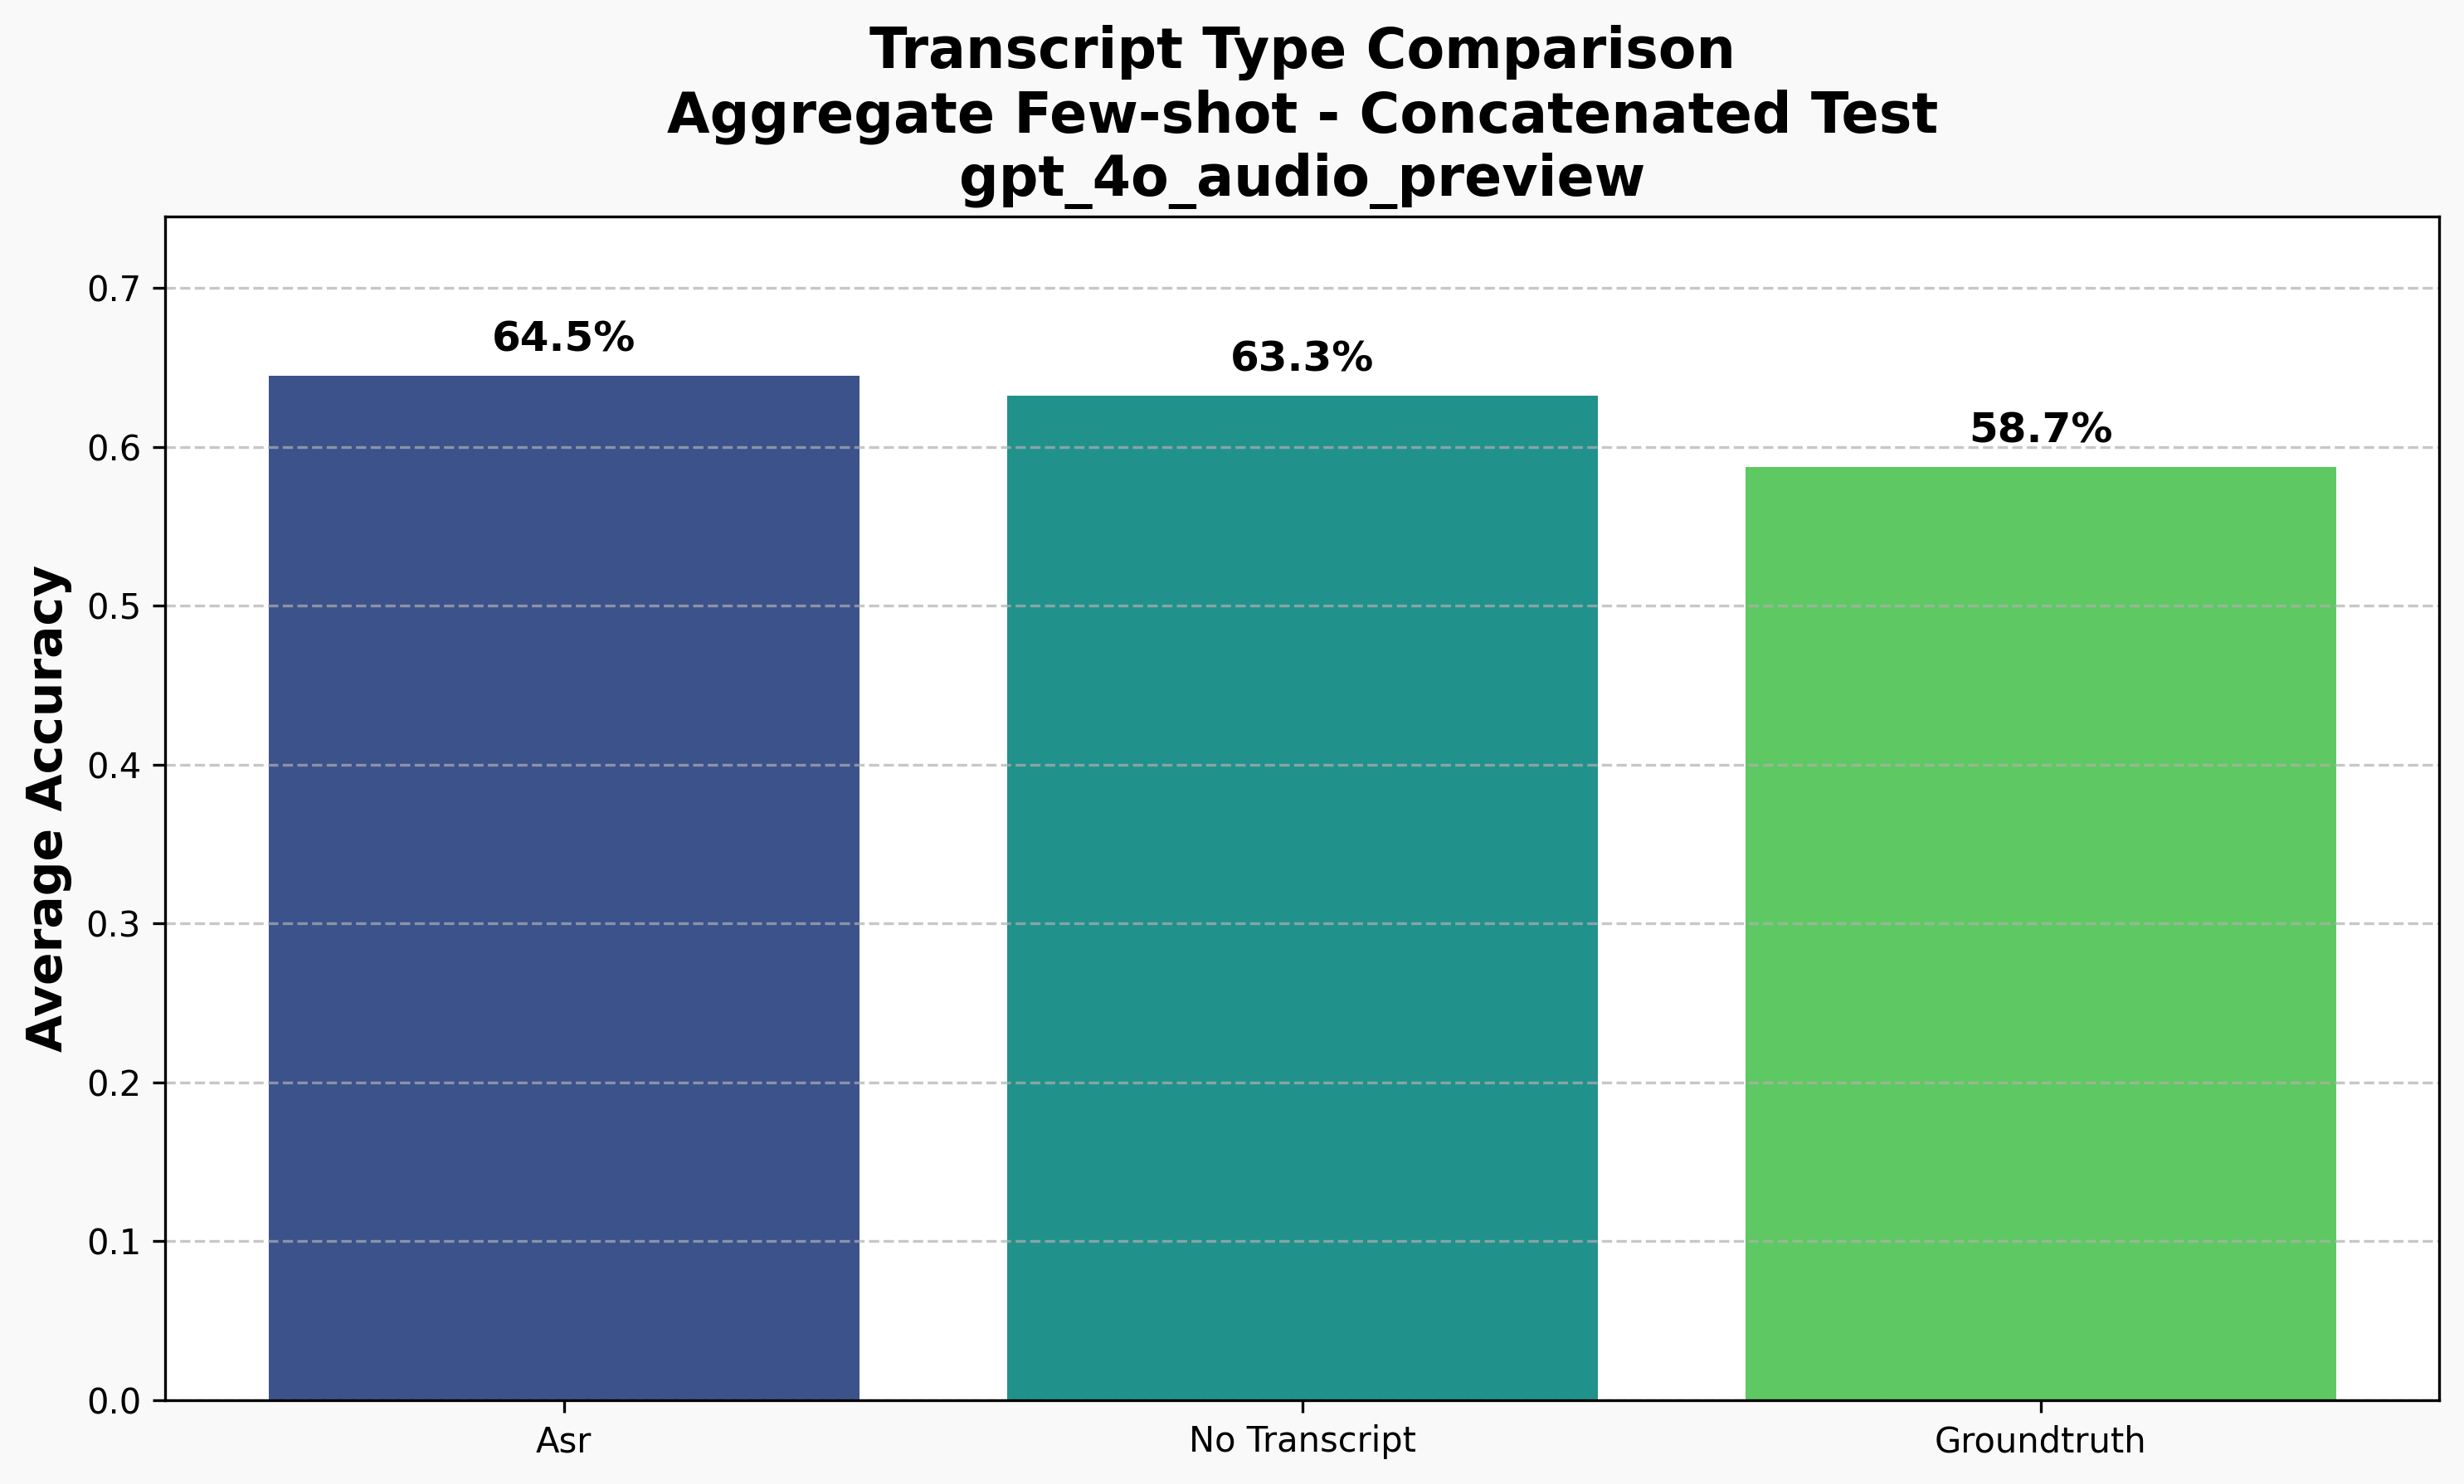 Transcript Type Comparison
Aggregate Few-shot - Concatenated Test
gpt_4o_audio_preview
Average Accuracy
0.7
0.6
0.5
0.4
0.3
0.2
0.1
0.0
64.5%
63.3%
58.7%
Asr
No Transcript
Groundtruth